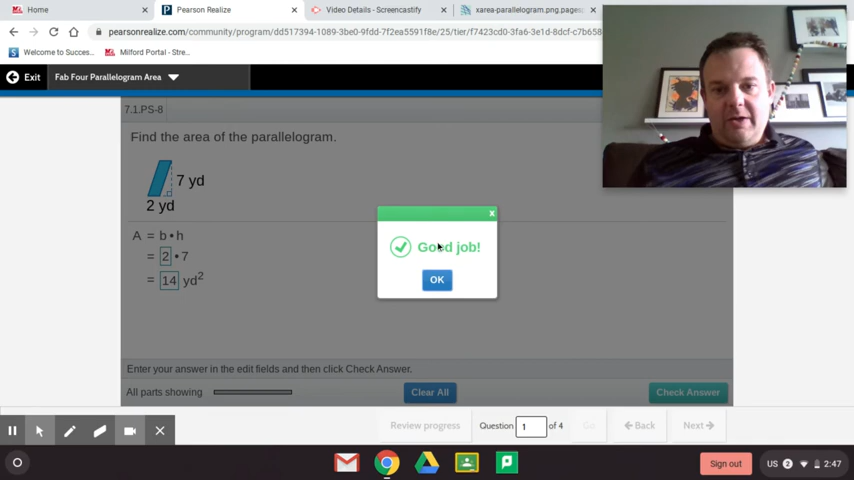 Home
Pearson Realize
Video Details - Screencastify
xarea-parallelogram.png.pages
pearsonrealize.com/community/program/dd517394-1089-3be0-9fdd-7f2ea5591f8e/25/tier/f7423cd0-3fa6-3e1d-8dcf-c7b568
Welcome to Succes...
Milford Portal - Stre...
Exit
Fab Four Parallelogram Area
7.1.PS-8
Find the area of the parallelogram.
7 yd
2 yd
A = b • h
= 2 • 7
= 14 yd²
x
Good job!
OK
Enter your answer in the edit fields and then click Check Answer.
All parts showing
Clear All
Check Answer
Review progress
Question 1 of 4
Go
Back
Next
Sign out
US 2 2:47